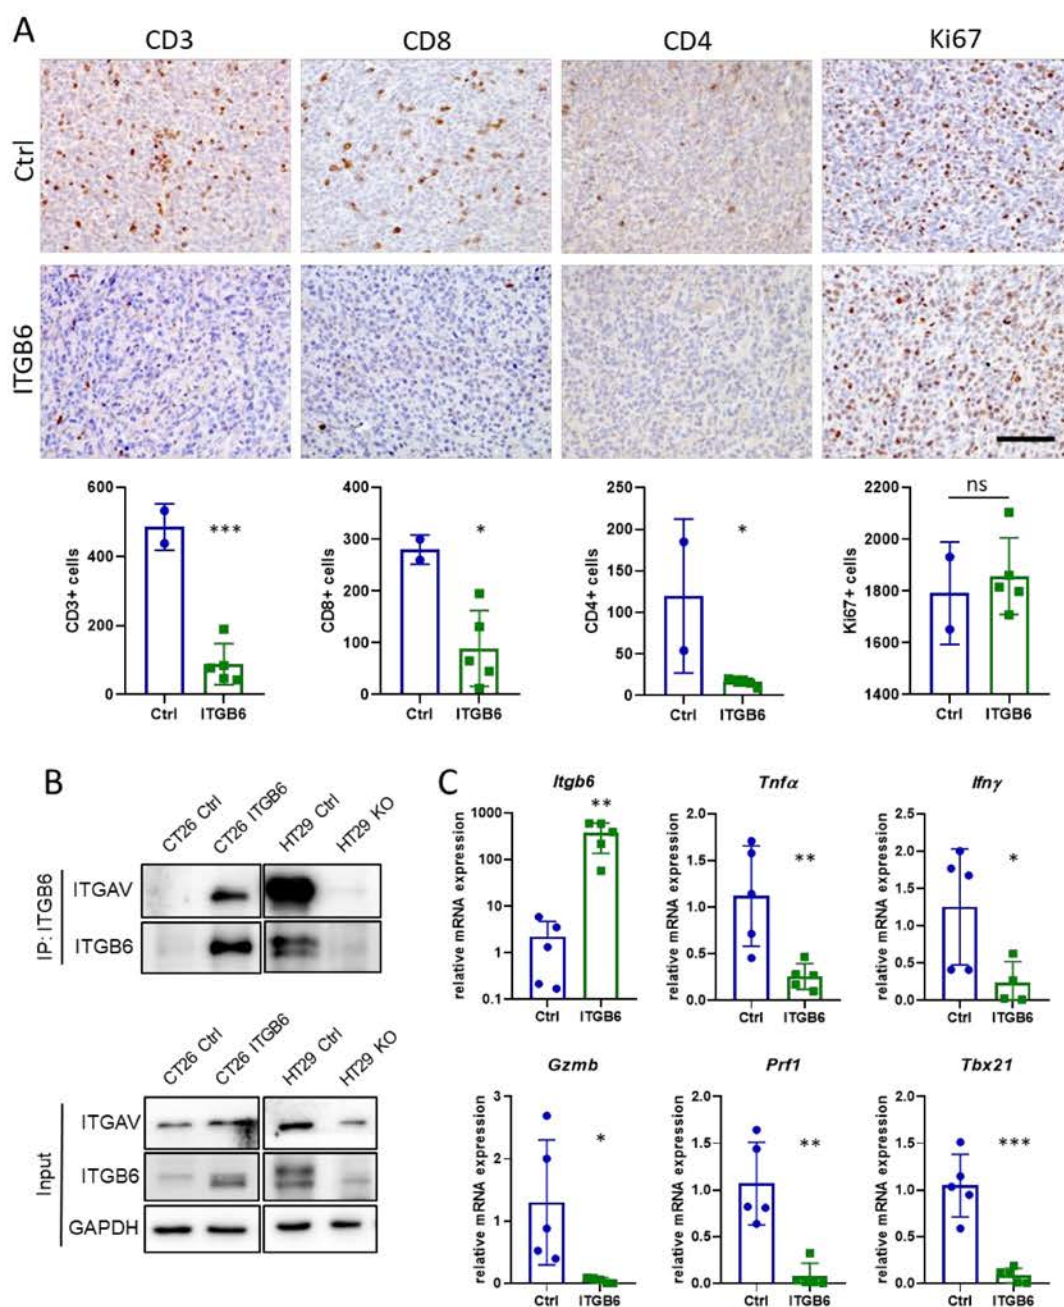 A
CD3 CD8 CD4 Ki67
Ctrl
ITGB6
CD3+ cells
600
400
200
0
***
Ctrl ITGB6
CD8+ cells
400
300
200
100
0
*
Ctrl ITGB6
CD4+ cells
250
200
150
100
50
0
*
Ctrl ITGB6
Ki67+ cells
2200
2000
1800
1600
1400
ns
Ctrl ITGB6
B
CT26 Ctrl CT26 ITGB6 HT29 Ctrl HT29 KO
IP: ITGB6
ITGAV
ITGB6
CT26 Ctrl CT26 ITGB6 HT29 Ctrl HT29 KO
Input
ITGAV
ITGB6
GAPDH
C
Itgb6
relative mRNA expression
1000
100
10
1
0.1
**
Ctrl ITGB6
Tnfα
relative mRNA expression
2.0
1.5
1.0
0.5
0.0
**
Ctrl ITGB6
Ifnγ
relative mRNA expression
2.5
2.0
1.5
1.0
0.5
0.0
*
Ctrl ITGB6
Gzmb
relative mRNA expression
3
2
1
0
*
Ctrl ITGB6
Prf1
relative mRNA expression
2.0
1.5
1.0
0.5
0.0
**
Ctrl ITGB6
Tbx21
relative mRNA expression
2.0
1.5
1.0
0.5
0.0
***
Ctrl ITGB6